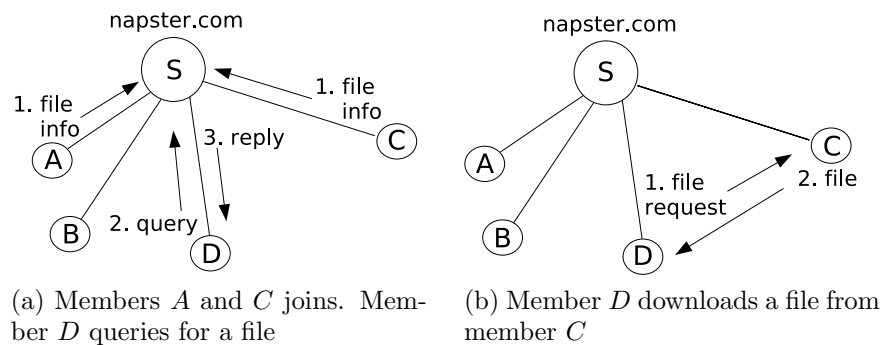 napster.com
S
1. file
info
1. file
info
A
C
3. reply
2. query
B
D
(a) Members A and C joins. Mem-
ber D queries for a file
napster.com
S
A
C
1. file
request
2. file
B
D
(b) Member D downloads a file from
member C